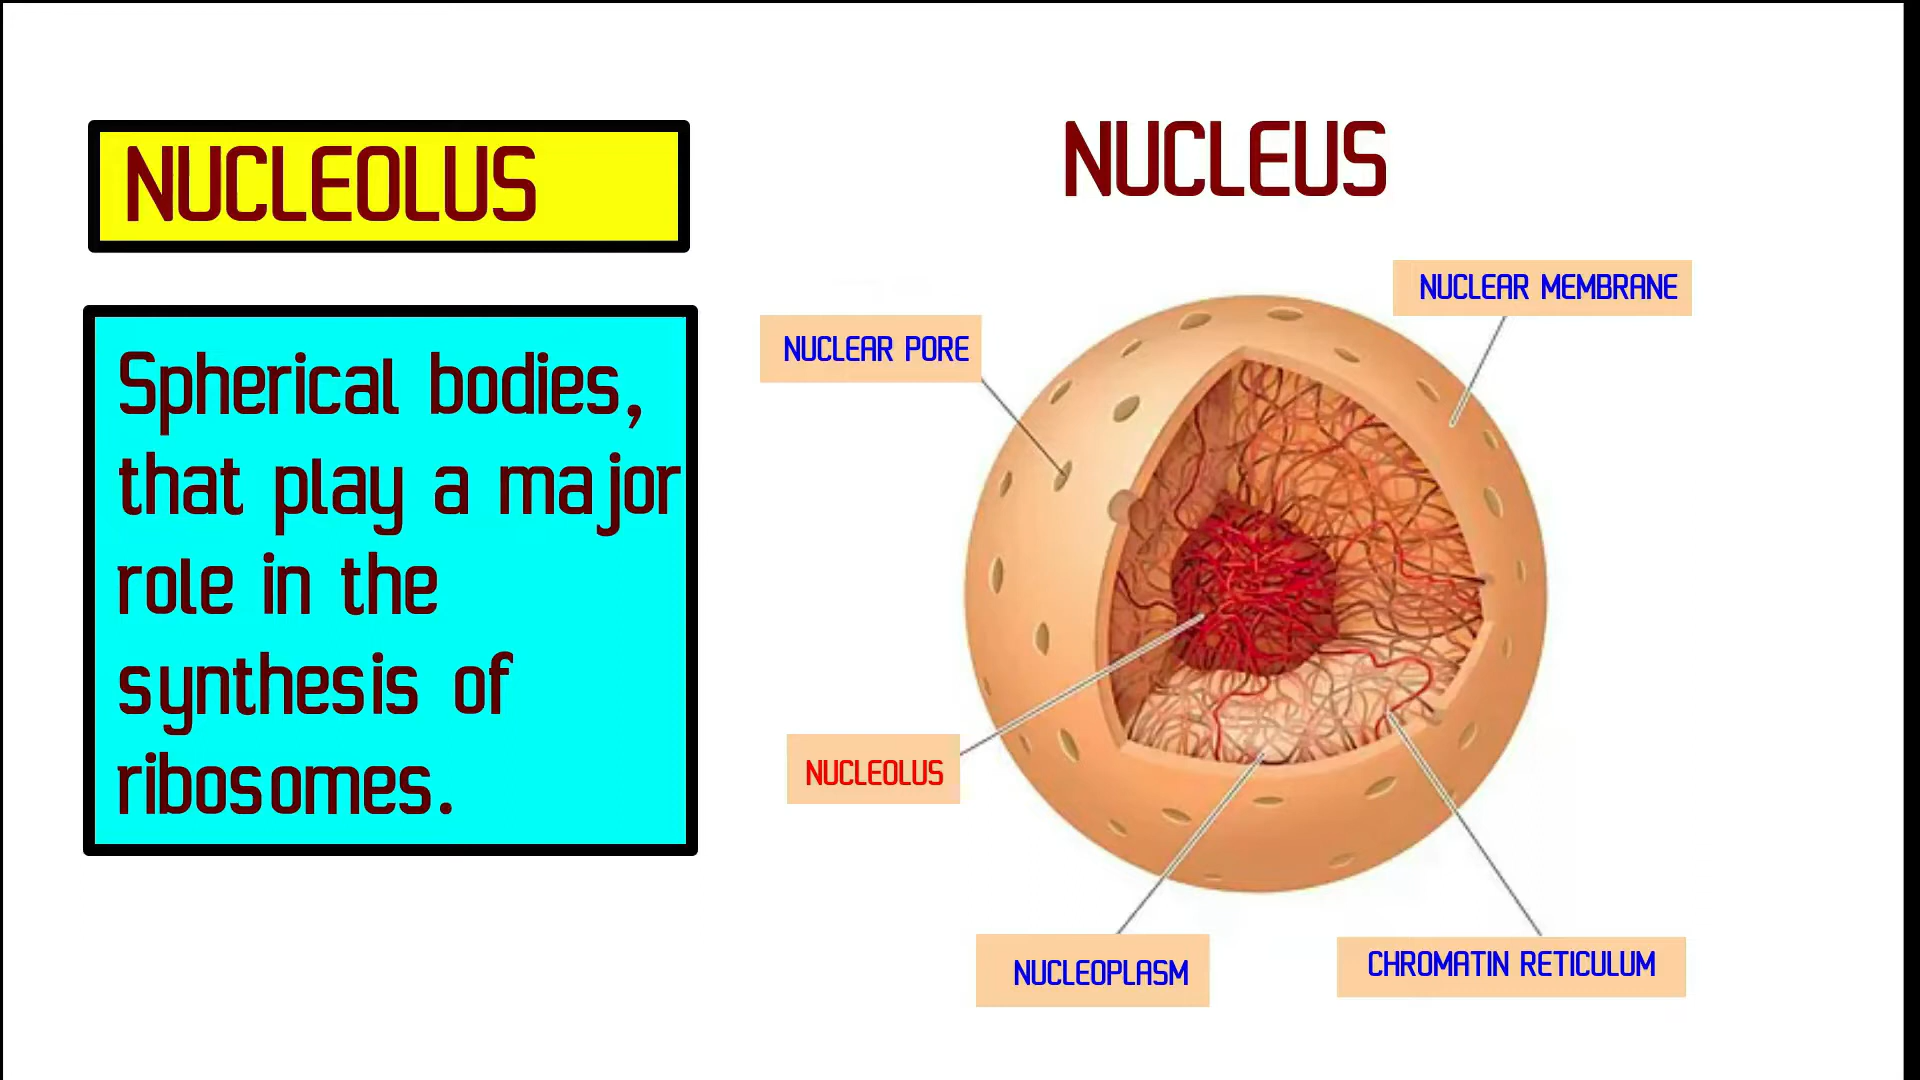 NUCLEOLUS
Spherical bodies,
that play a major
role in the
synthesis of
ribosomes.
NUCLEUS
NUCLEAR MEMBRANE
NUCLEAR PORE
NUCLEOLUS
NUCLEOPLASM
CHROMATIN RETICULUM